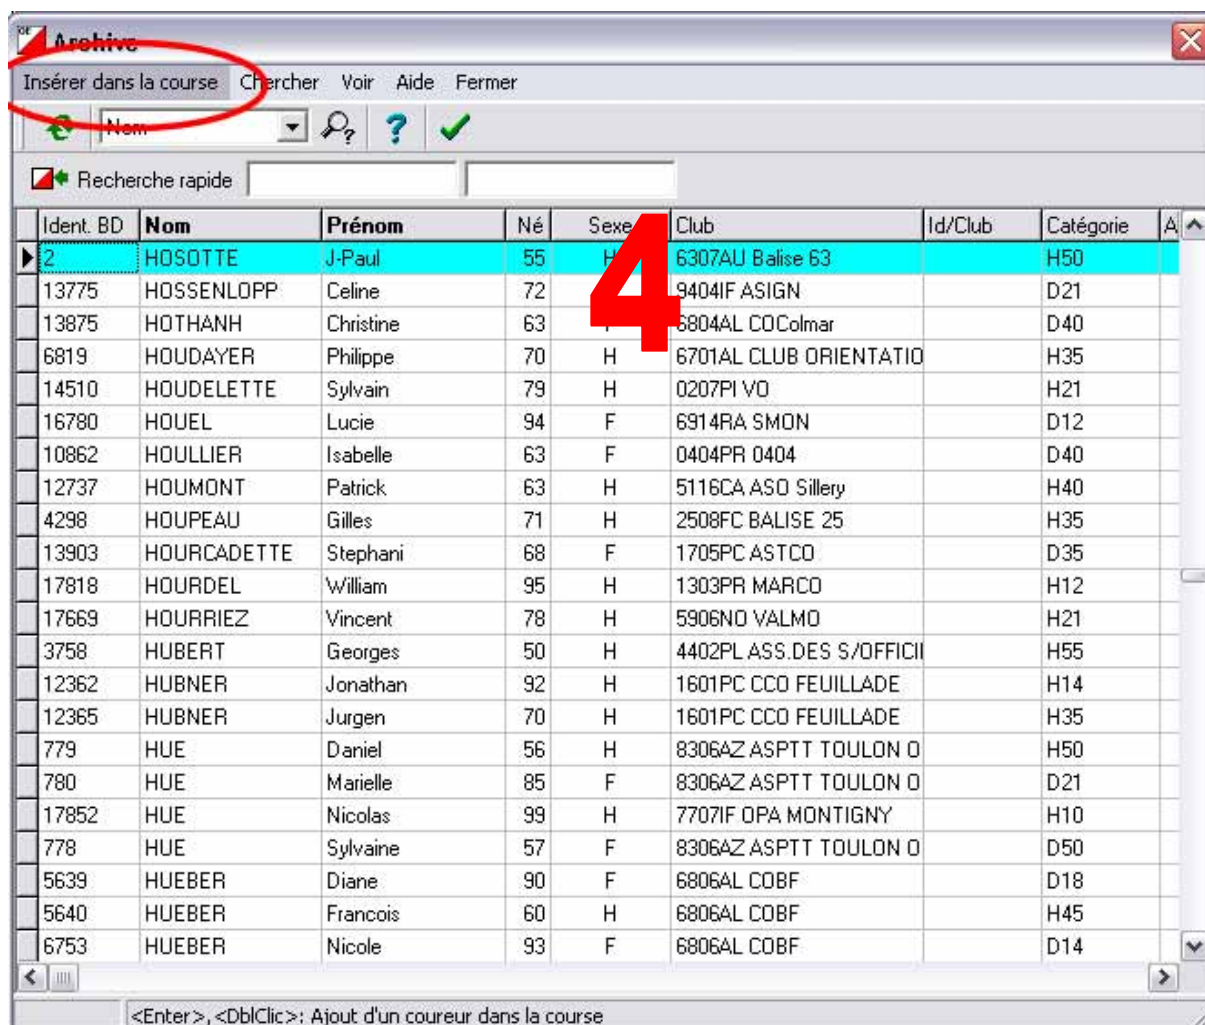 OE Archive
Insérer dans la course Chercher Voir Aide Fermer
Nom ? ?
Recherche rapide
4
Ident. BD Nom Prénom Né Sexe Club Id/Club Catégorie A
2 HOSOTTE J-Paul 55 H 6307AU Balise 63 H50
13775 HOSSENLOPP Celine 72 9404IF ASIGN D21
13875 HOTHANH Christine 63 F 6804AL COColmar D40
6819 HOUDAYER Philippe 70 H 6701AL CLUB ORIENTATIO H35
14510 HOUDELETTE Sylvain 79 H 0207PI VO H21
16780 HOUEL Lucie 94 F 6914RA SMON D12
10862 HOULLIER Isabelle 63 F 0404PR 0404 D40
12737 HOUMONT Patrick 63 H 5116CA ASO Sillery H40
4298 HOUPEAU Gilles 71 H 2508FC BALISE 25 H35
13903 HOURCADETTE Stephani 68 F 1705PC ASTCO D35
17818 HOURDEL William 95 H 1303PR MARCO H12
17669 HOURRIEZ Vincent 78 H 5906NO VALMO H21
3758 HUBERT Georges 50 H 4402PL ASS.DES S/OFFICI H55
12362 HUBNER Jonathan 92 H 1601PC CCO FEUILLADE H14
12365 HUBNER Jurgen 70 H 1601PC CCO FEUILLADE H35
779 HUE Daniel 56 H 8306AZ ASPTT TOULON O H50
780 HUE Marielle 85 F 8306AZ ASPTT TOULON O D21
17852 HUE Nicolas 99 H 7707IF OPA MONTIGNY H10
778 HUE Sylvaine 57 F 8306AZ ASPTT TOULON O D50
5639 HUEBER Diane 90 F 6806AL COBF D18
5640 HUEBER Francois 60 H 6806AL COBF H45
6753 HUEBER Nicole 93 F 6806AL COBF D14
<Enter>,<DblClic>: Ajout d'un coureur dans la course